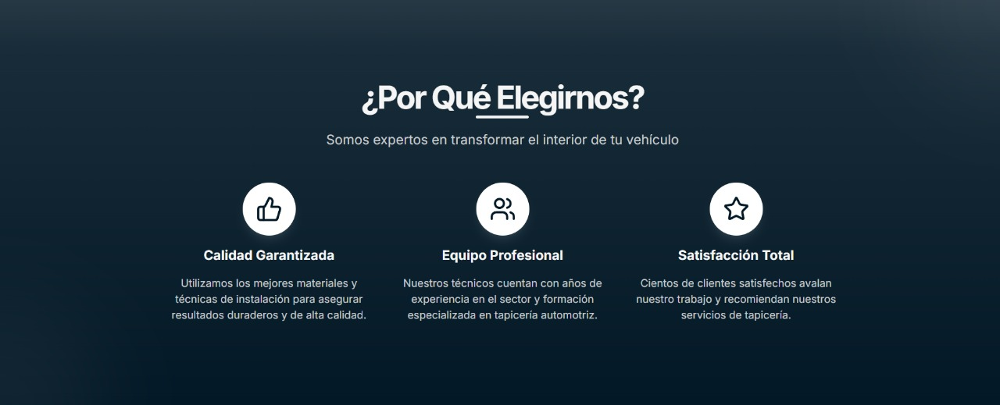 ¿Por Qué Elegirnos?
Somos expertos en transformar el interior de tu vehículo
Calidad Garantizada
Utilizamos los mejores materiales y
técnicas de instalación para asegurar
resultados duraderos y de alta calidad.
Equipo Profesional
Nuestros técnicos cuentan con años de
experiencia en el sector y formación
especializada en tapicería automotriz.
Satisfacción Total
Cientos de clientes satisfechos avalan
nuestro trabajo y recomiendan nuestros
servicios de tapicería.